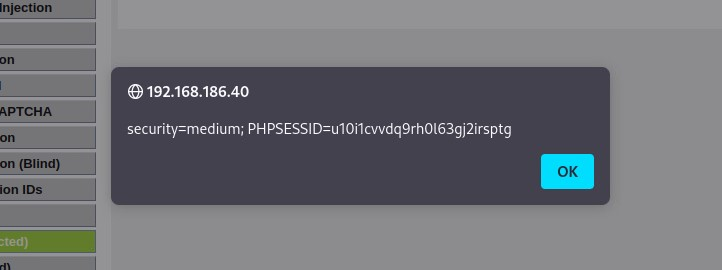 Injection
on
APTCHA
on
on (Blind)
on IDs
cted)
192.168.186.40
security=medium; PHPSESSID=u10i1cvvdq9rh0l63gj2irsptg
OK